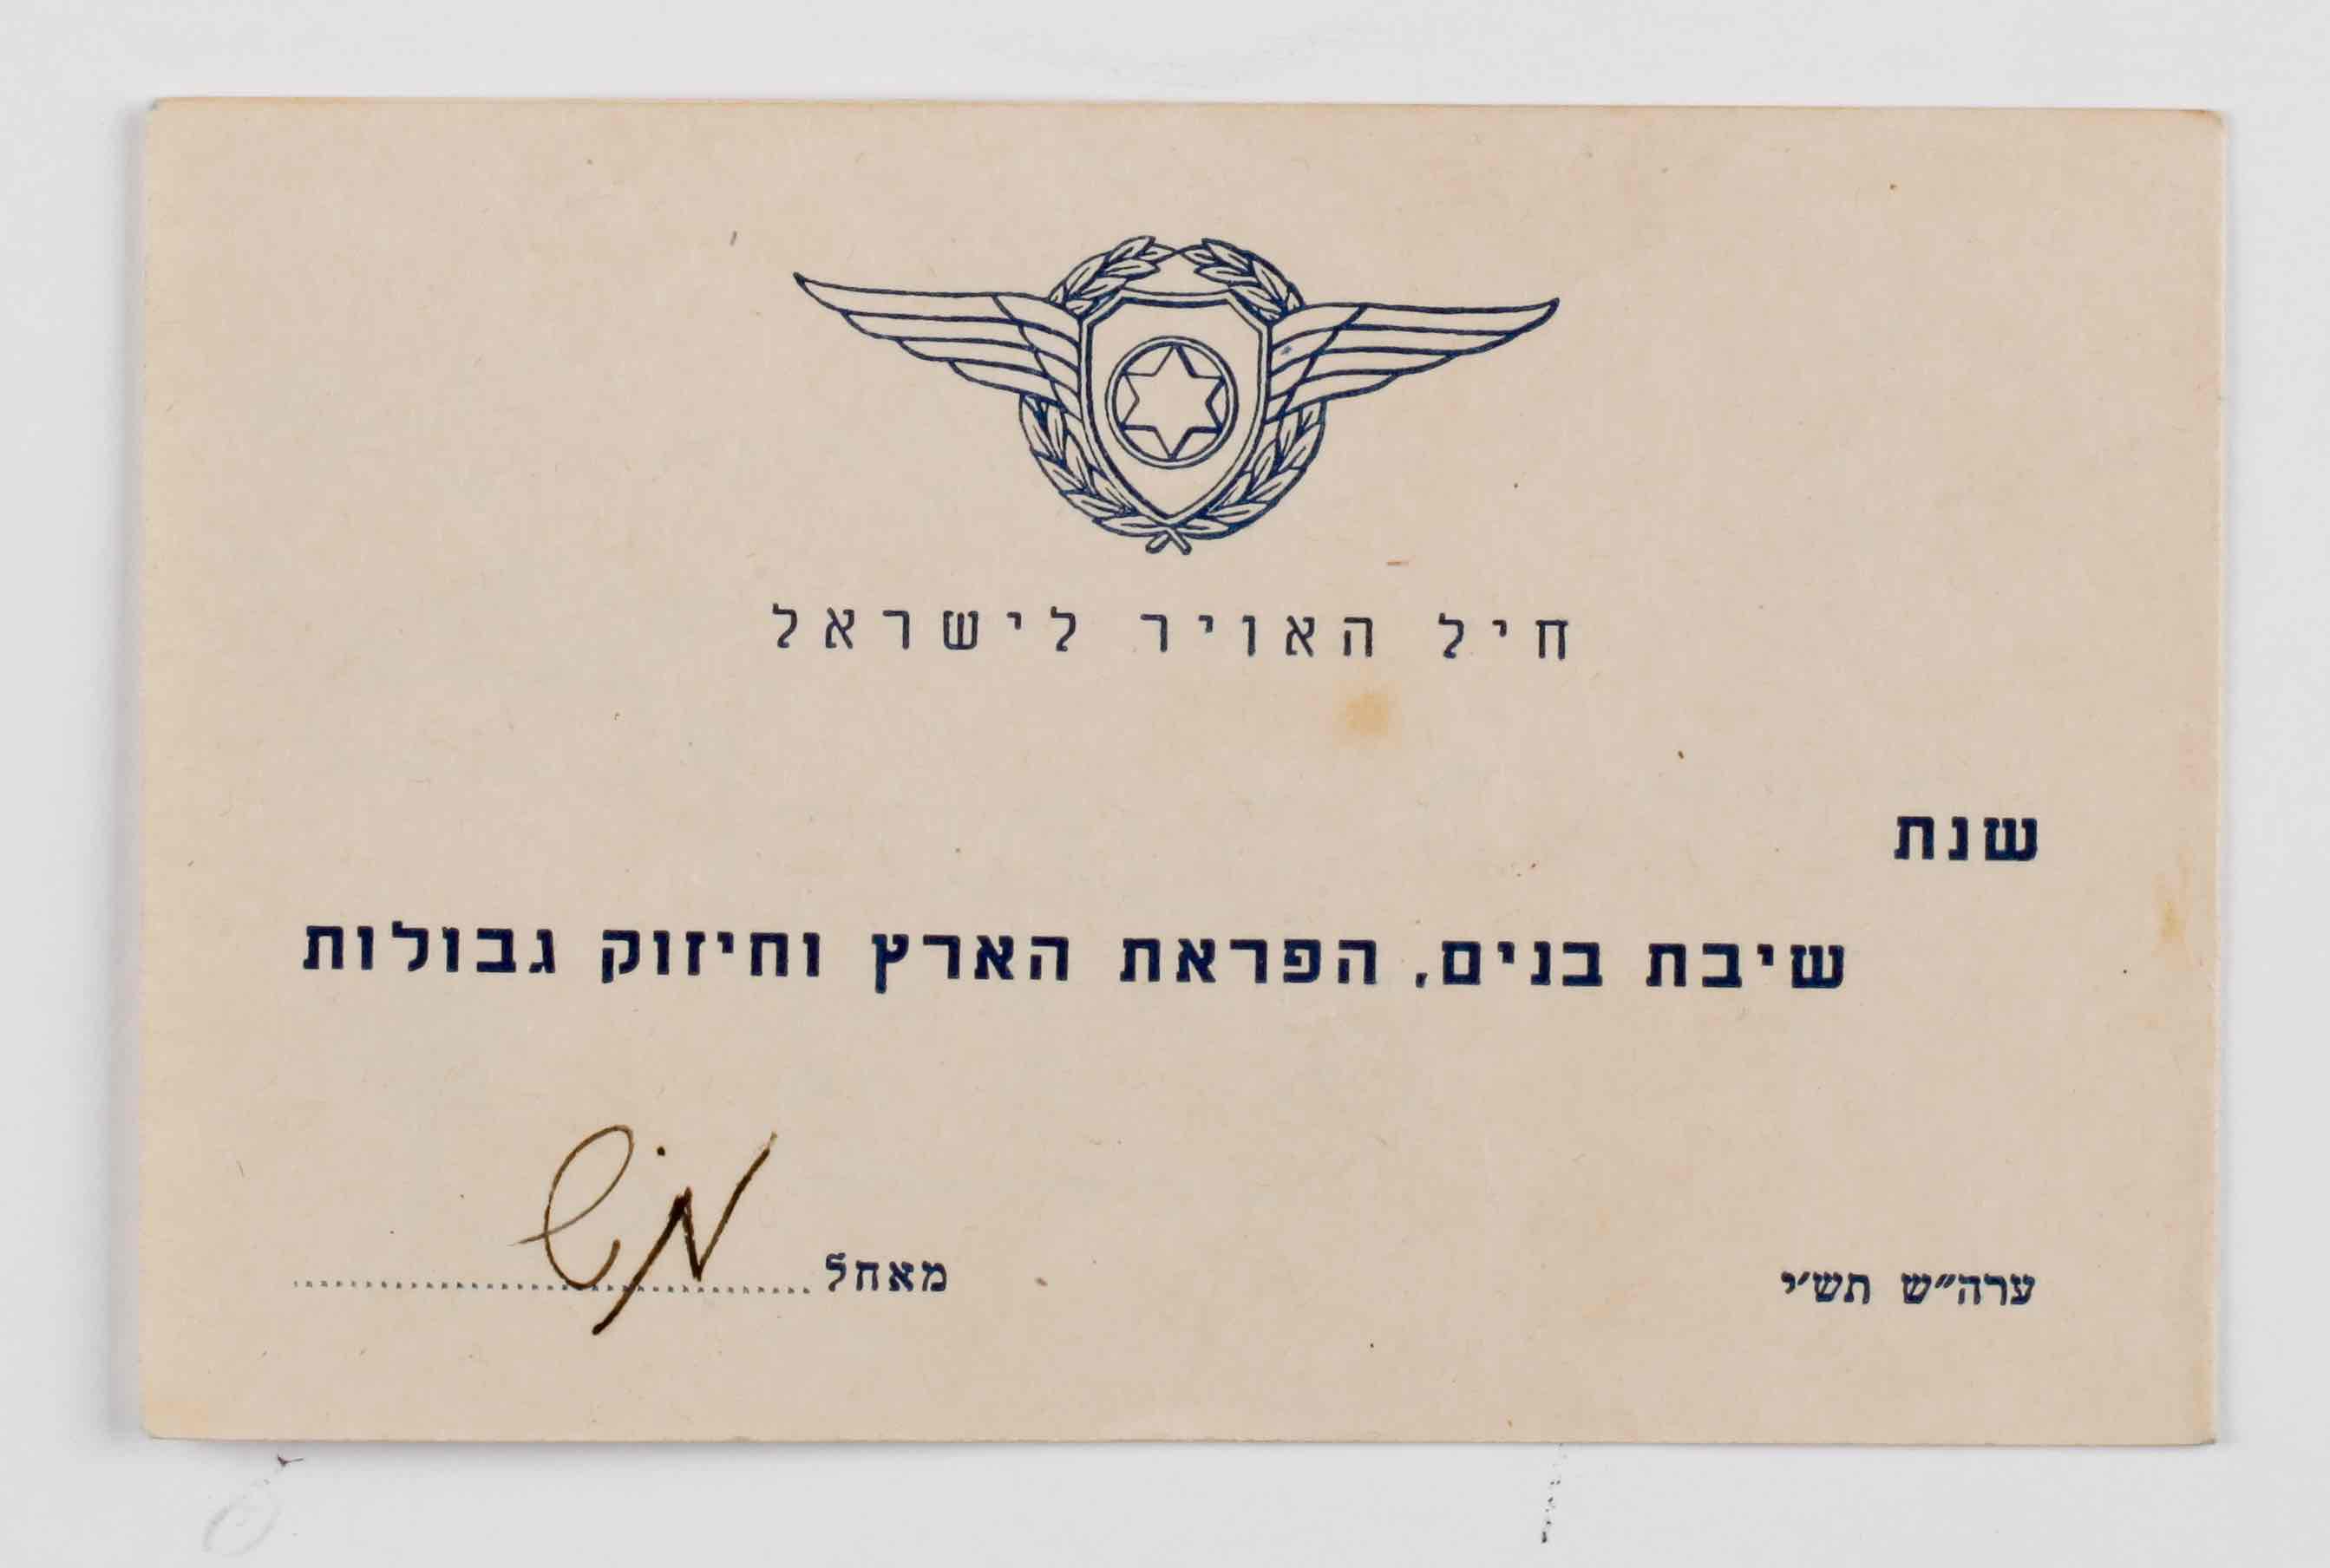 חיל האויר לישראל
שנת
שיבת בנים, הפראת הארץ וחיזוק גבולות
ערה״ש תש׳י מאחל